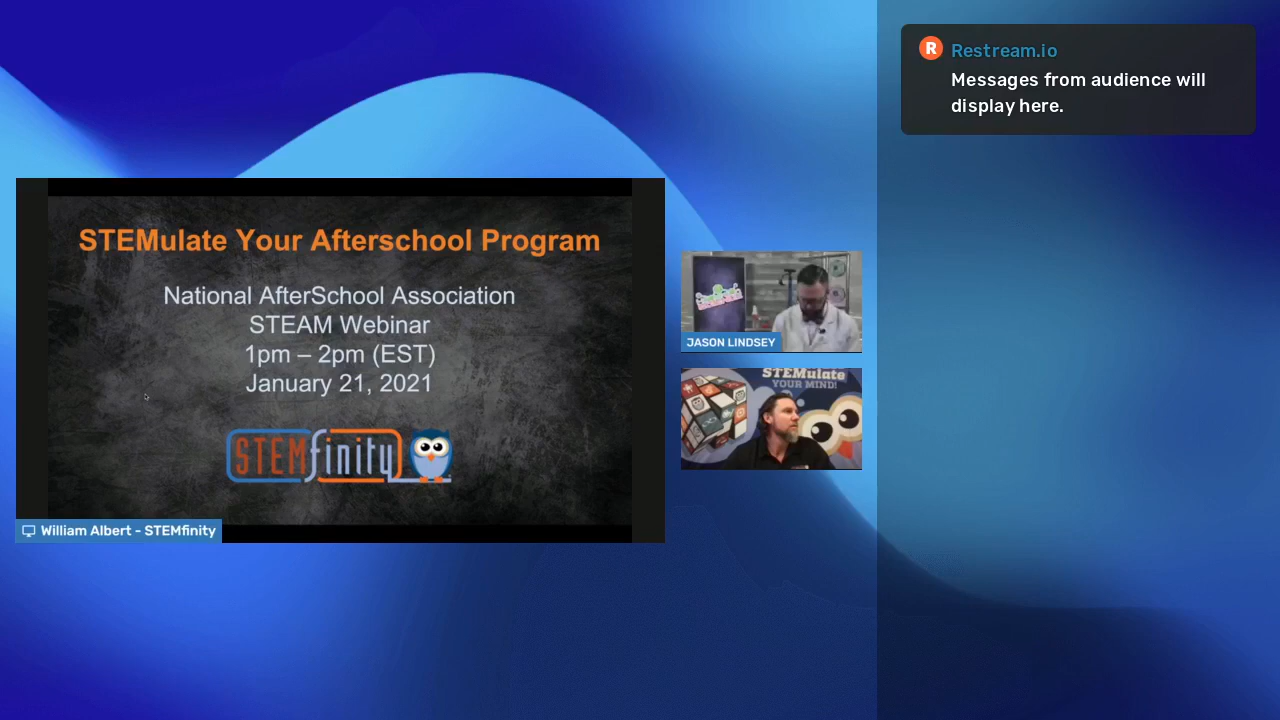 STEMulate Your Afterschool Program
National AfterSchool Association
STEAM Webinar
1pm – 2pm (EST)
January 21, 2021
STEMfinity
William Albert - STEMfinity
JASON LINDSEY
STEMulate
YOUR MIND!
R Restream.io
Messages from audience will
display here.